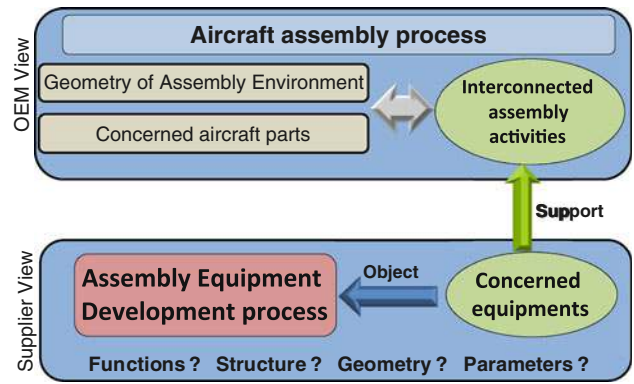 OEM View
Aircraft assembly process
Geometry of Assembly Environment
Concerned aircraft parts
Interconnected
assembly
activities
Support
Supplier View
Assembly Equipment
Development process
Object
Concerned
equipments
Functions ? Structure ? Geometry ? Parameters ?